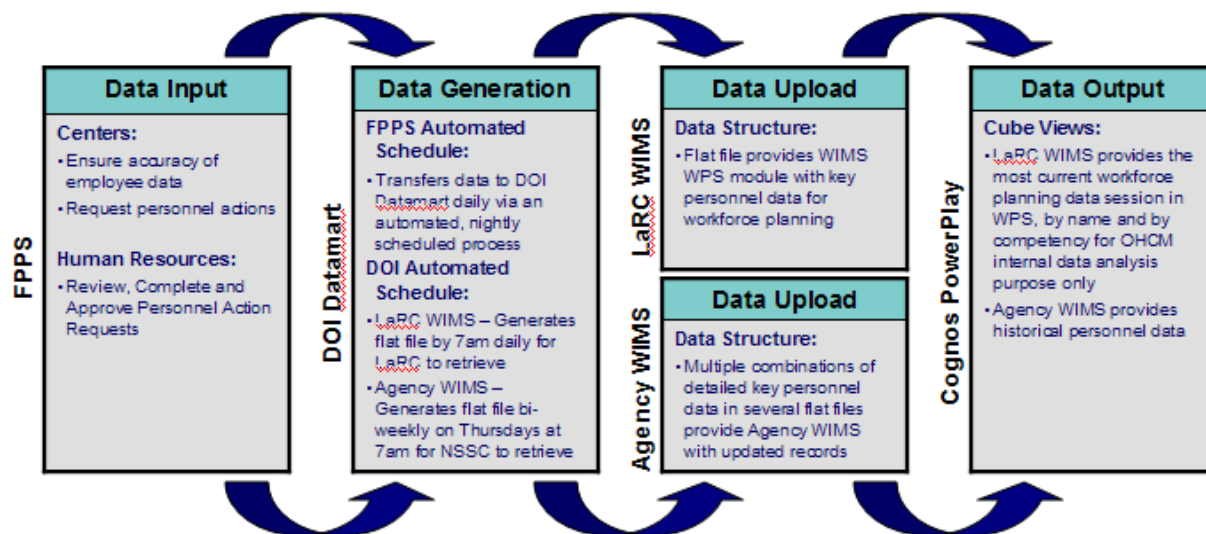 FPPS
Data Input
Centers:
•Ensure accuracy of
employee data
•Request personnel actions
Human Resources:
•Review, Complete and
Approve Personnel Action
Requests
DOI Datamart
Data Generation
FPPS Automated
Schedule:
•Transfers data to DOI
Datamart daily via an
automated, nightly
scheduled process
DOI Automated
Schedule:
•LaRC WIMS – Generates
flat file by 7am daily for
LaRC to retrieve
•Agency WIMS –
Generates flat file bi-
weekly on Thursdays at
7am for NSSC to retrieve
LaRC WIMS
Data Upload
Data Structure:
•Flat file provides WIMS
WPS module with key
personnel data for
workforce planning
Agency WIMS
Data Upload
Data Structure:
•Multiple combinations of
detailed key personnel
data in several flat files
provide Agency WIMS
with updated records
Cognos PowerPlay
Data Output
Cube Views:
•LaRC WIMS provides the
most current workforce
planning data session in
WPS, by name and by
competency for OHCM
internal data analysis
purpose only
•Agency WIMS provides
historical personnel data